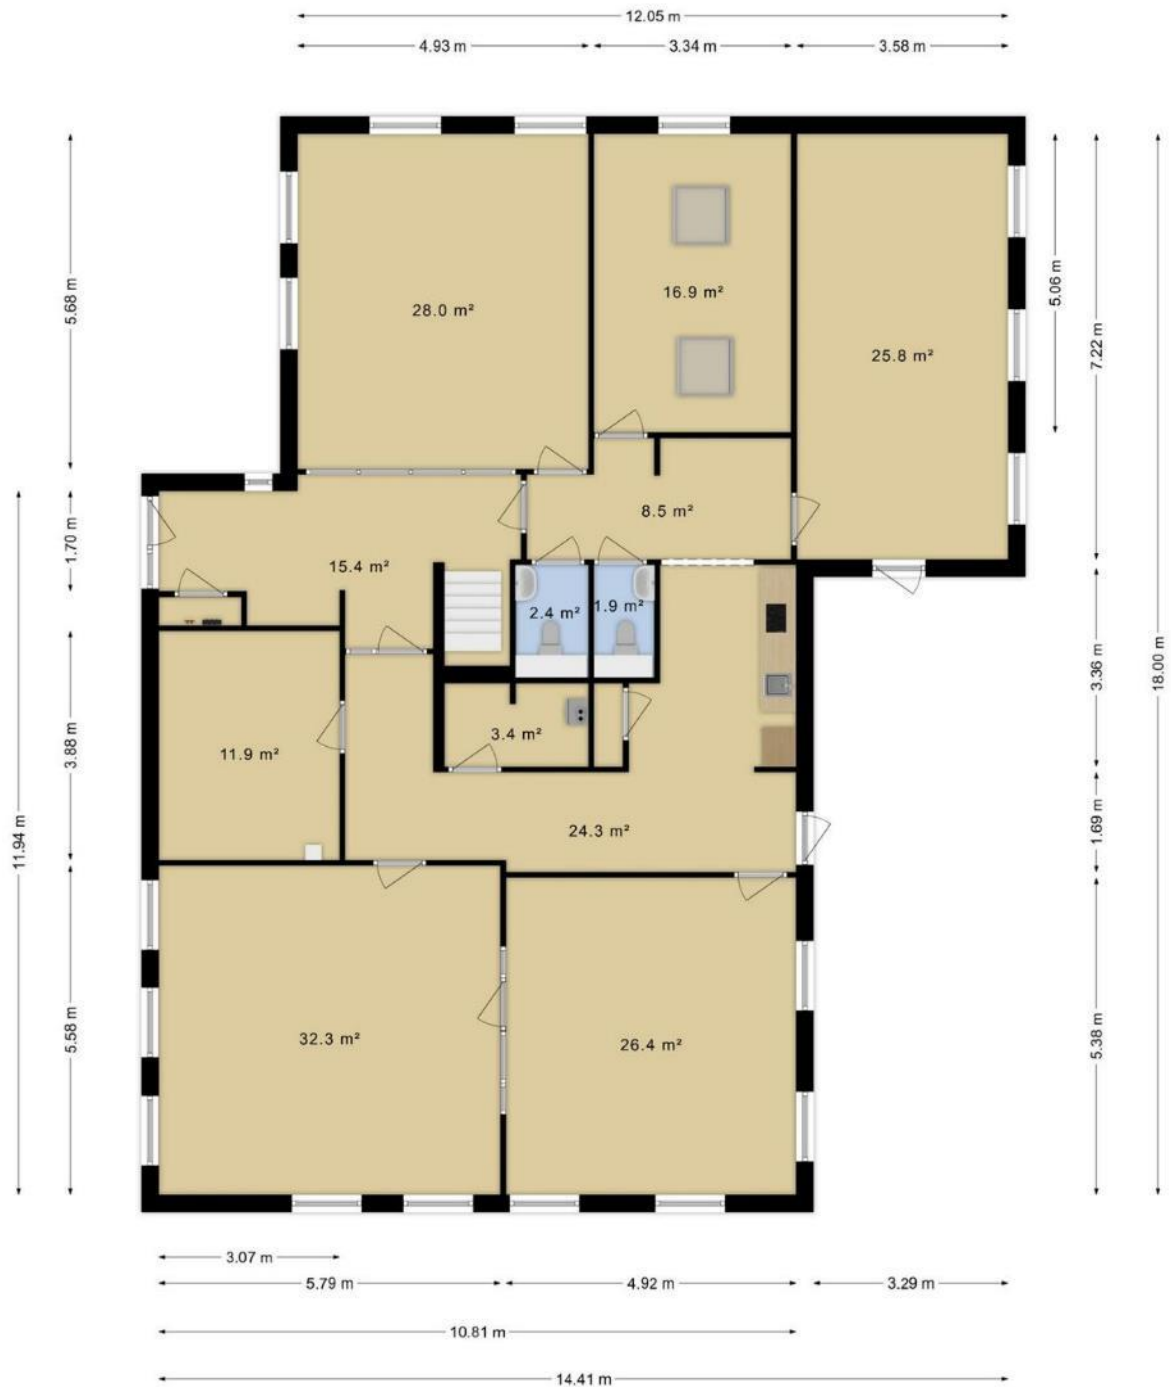 12.05 m
4.93 m
3.34 m
3.58 m
5.68 m
5.06 m
7.22 m
18.00 m
28.0 m²
16.9 m²
25.8 m²
11.94 m
1.70 m
8.5 m²
15.4 m²
2.4 m²
1.9 m²
3.36 m
3.88 m
11.9 m²
3.4 m²
24.3 m²
1.69 m
5.58 m
32.3 m²
26.4 m²
5.38 m
3.07 m
5.79 m
4.92 m
3.29 m
10.81 m
14.41 m